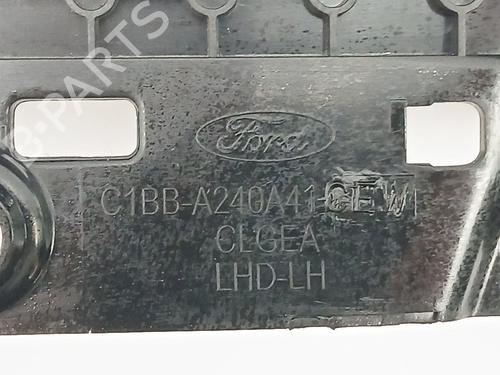 Ford
C1BB-A240A41-
CLGEA
LHD-LH
B-PARTS